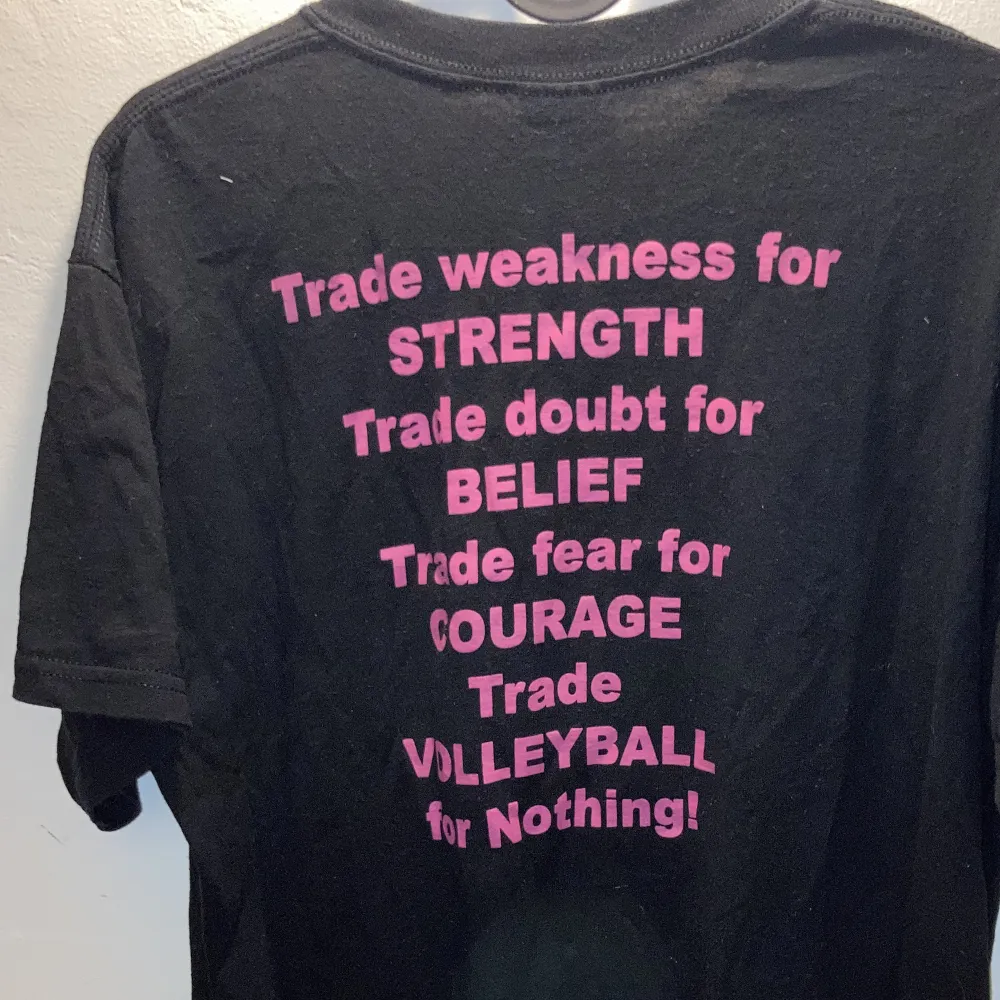 Trade weakness for
STRENGTH
Trade doubt for
BELIEF
Trade fear for
COURAGE
Trade
VOLLEYBALL
for Nothing!